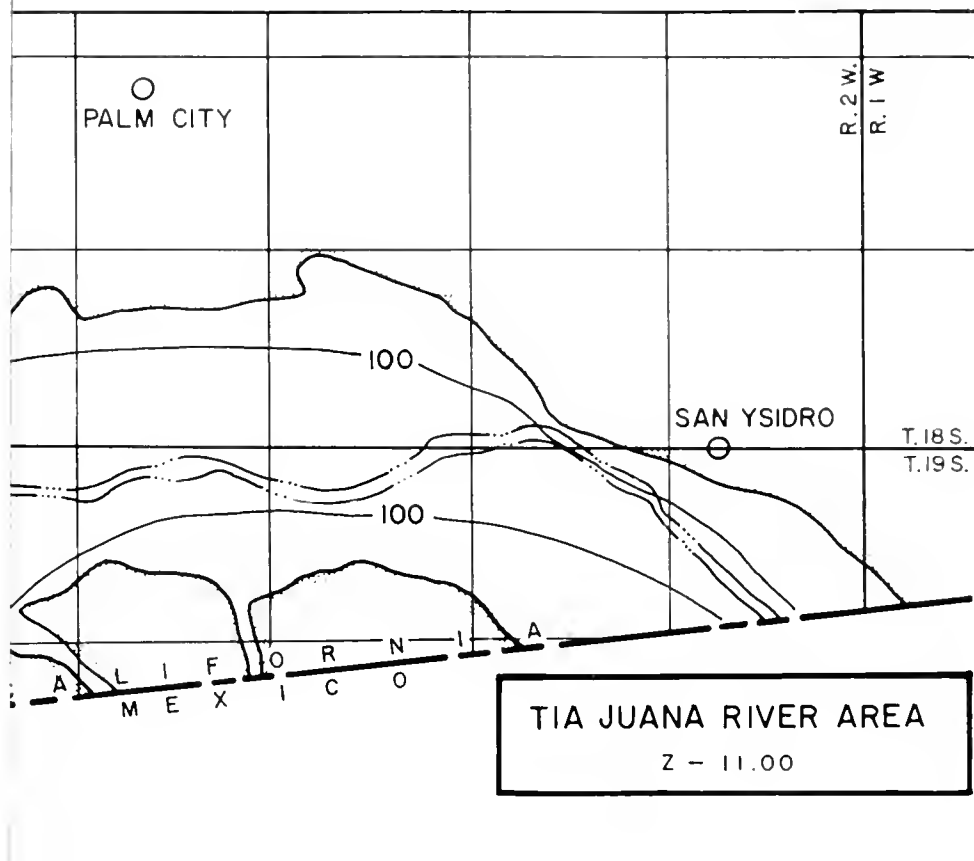 PALM CITY
R. 2 W.
R. 1 W
100
SAN YSIDRO
T. 18 S.
T. 19 S.
100
A L I F O R N I A
M E X I C O
TIA JUANA RIVER AREA
Z – 11.00